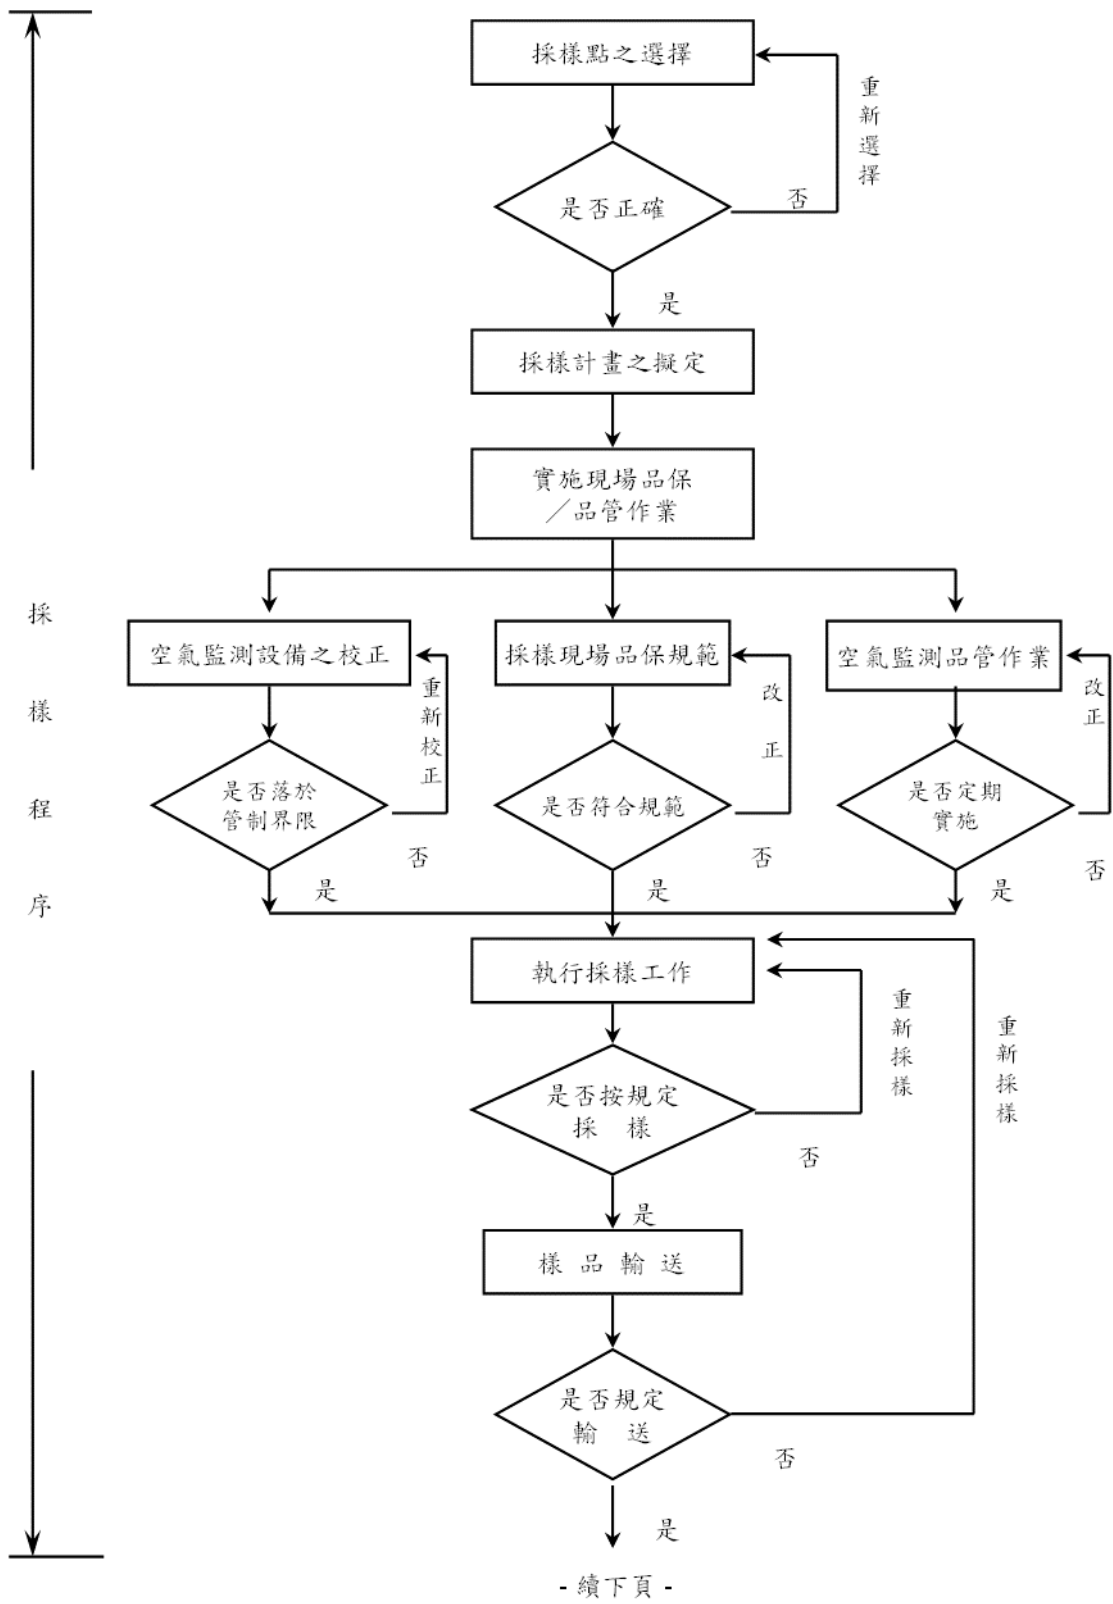 採樣點之選擇
重新選擇
是否正確
否
是
採樣計畫之擬定
實施現場品保
／品管作業
採樣程序
空氣監測設備之校正
採樣現場品保規範
空氣監測品管作業
重新校正
改正
改正
是否落於
管制界限
是否符合規範
是否定期
實施
否
否
否
是
是
是
執行採樣工作
重新採樣
重新採樣
是否按規定
採 樣
否
是
樣 品 輸 送
是否規定
輸 送
否
是
- 續下頁 -